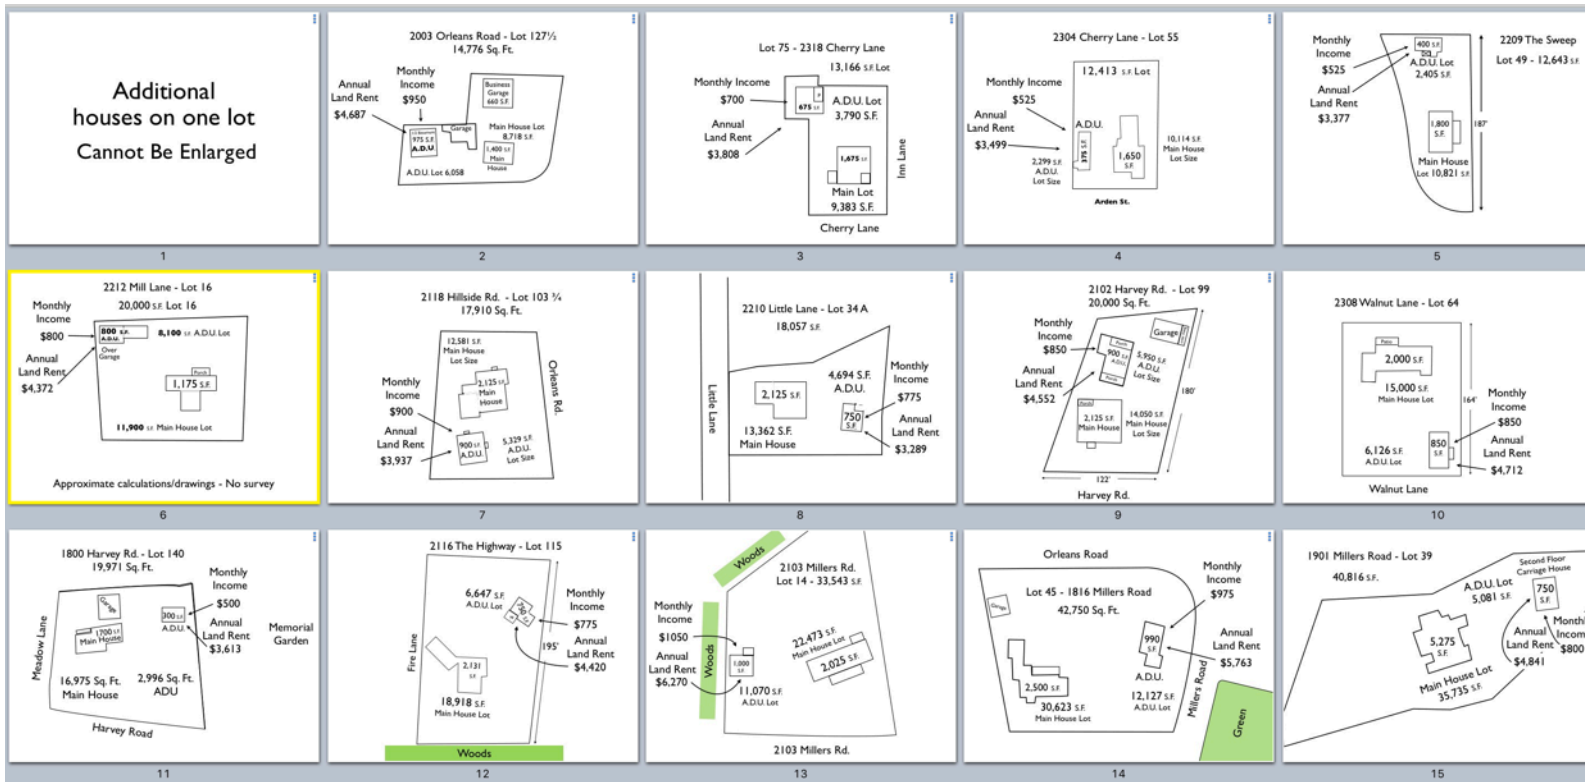 Additional
houses on one lot
Cannot Be Enlarged
1
2003 Orleans Road - Lot 127½
14,776 Sq. Ft.
Monthly
Income
$950
Annual
Land Rent
$4,687
Business
Garage
660 S.F.
Garage
975 S.F.
A.D.U.
Main House Lot
8,718 S.F.
1,400 S.F.
Main
House
A.D.U. Lot 6,058
2
Lot 75 - 2318 Cherry Lane
13,166 S.F. Lot
Monthly Income
$700
P
675 S.F.
A.D.U. Lot
3,790 S.F.
Annual
Land Rent
$3,808
1,675 S.F.
Main Lot
9,383 S.F.
Inn Lane
Cherry Lane
3
2304 Cherry Lane - Lot 55
12,413 S.F. Lot
Monthly Income
$525
Annual
Land Rent
$3,499
A.D.U.
375 S.F.
2,299 S.F.
A.D.U.
Lot Size
1,650
S.F.
10,114 S.F.
Main House
Lot Size
Arden St.
4
2209 The Sweep
Lot 49 - 12,643 S.F.
Monthly
Income
$525
Annual
Land Rent
$3,377
400 S.F.
A.D.U. Lot
2,405 S.F.
1,800
S.F.
Main House
Lot 10,821 S.F.
187'
5
2212 Mill Lane - Lot 16
20,000 S.F. Lot 16
Monthly
Income
$800
Annual
Land Rent
$4,372
800 S.F.
A.D.U.
Over
Garage
8,100 S.F. A.D.U. Lot
Porch
1,175 S.F.
11,900 S.F. Main House Lot
Approximate calculations/drawings - No survey
6
2118 Hillside Rd. - Lot 103 ¾
17,910 Sq. Ft.
12,581 S.F.
Main House
Lot Size
2,125 S.F.
Main
House
Orleans Rd.
Monthly
Income
$900
Annual
Land Rent
$3,937
900 S.F.
A.D.U.
5,329 S.F.
A.D.U.
Lot Size
7
2210 Little Lane - Lot 34 A
18,057 S.F.
Little Lane
2,125 S.F.
13,362 S.F.
Main House
4,694 S.F.
A.D.U.
750
S.F.
Monthly
Income
$775
Annual
Land Rent
$3,289
8
2102 Harvey Rd. - Lot 99
20,000 Sq. Ft.
Monthly
Income
$850
Annual
Land Rent
$4,552
Garage
Porch
900 S.F.
A.D.U.
Porch
5,950 S.F.
A.D.U.
Lot Size
Porch
2,125 S.F.
Main House
14,050 S.F.
Main House
Lot Size
180'
122'
Harvey Rd.
9
2308 Walnut Lane - Lot 64
Patio
2,000 S.F.
15,000 S.F.
Main House Lot
164'
Monthly
Income
$850
850
S.F.
6,126 S.F.
A.D.U. Lot
Annual
Land Rent
$4,712
Walnut Lane
10
1800 Harvey Rd. - Lot 140
19,971 Sq. Ft.
Meadow Lane
Garage
1700 S.F.
Main House
300 S.F.
A.D.U.
Monthly
Income
$500
Annual
Land Rent
$3,613
Memorial
Garden
16,975 Sq. Ft.
Main House
2,996 Sq. Ft.
ADU
Harvey Road
11
2116 The Highway - Lot 115
6,647 S.F.
A.D.U. Lot
750
S.F.
Monthly
Income
$775
Annual
Land Rent
$4,420
195'
Fire Lane
2,131
S.F.
18,918 S.F.
Main House Lot
Woods
12
Woods
2103 Millers Rd.
Lot 14 - 33,543 S.F.
Monthly
Income
$1050
Annual
Land Rent
$6,270
Woods
1,000
S.F.
22,473 S.F.
Main House Lot
2,025 S.F.
11,070 S.F.
A.D.U. Lot
2103 Millers Rd.
13
Orleans Road
Garage
Lot 45 - 1816 Millers Road
42,750 Sq. Ft.
Monthly
Income
$975
990
S.F.
A.D.U.
Annual
Land Rent
$5,763
2,500 S.F.
30,623 S.F.
Main House Lot
12,127 S.F.
A.D.U. Lot
Millers Road
Green
14
1901 Millers Road - Lot 39
40,816 S.F.
Second Floor
Carriage House
A.D.U. Lot
5,081 S.F.
750
S.F.
5,275
S.F.
Annual
Land Rent
$4,841
Monthly
Income
$800
Main House Lot
35,735 S.F.
15